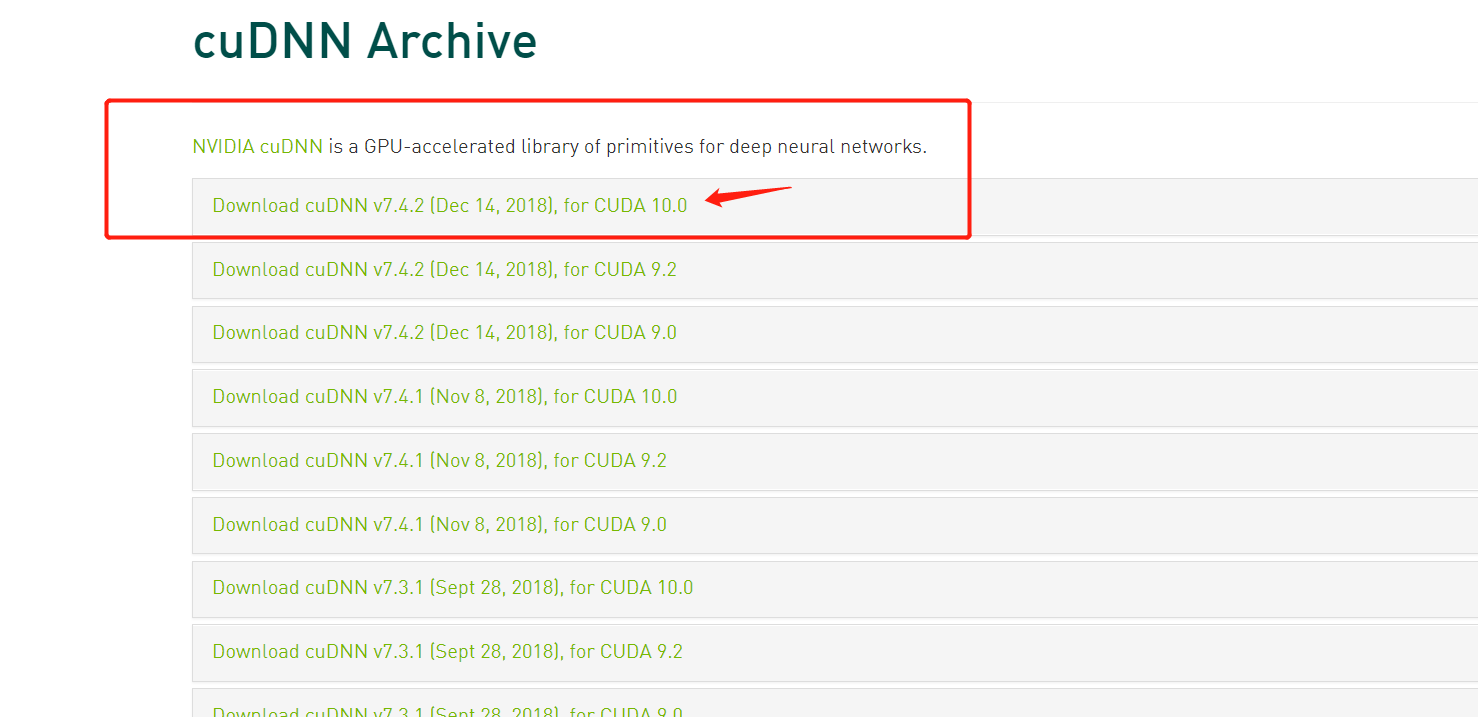 cuDNN Archive
NVIDIA cuDNN is a GPU-accelerated library of primitives for deep neural networks.
Download cuDNN v7.4.2 (Dec 14, 2018), for CUDA 10.0
Download cuDNN v7.4.2 (Dec 14, 2018), for CUDA 9.2
Download cuDNN v7.4.2 (Dec 14, 2018), for CUDA 9.0
Download cuDNN v7.4.1 (Nov 8, 2018), for CUDA 10.0
Download cuDNN v7.4.1 (Nov 8, 2018), for CUDA 9.2
Download cuDNN v7.4.1 (Nov 8, 2018), for CUDA 9.0
Download cuDNN v7.3.1 (Sept 28, 2018), for CUDA 10.0
Download cuDNN v7.3.1 (Sept 28, 2018), for CUDA 9.2
Download cuDNN v7.3.1 (Sept 28, 2018), for CUDA 9.0